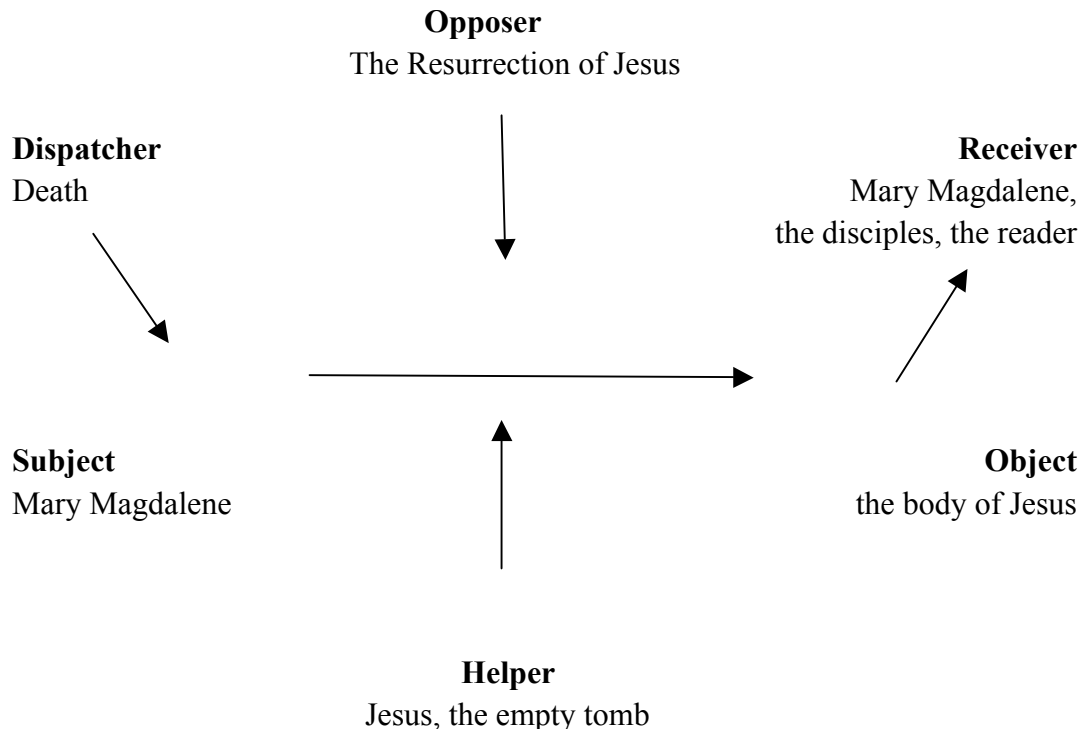 Opposer
The Resurrection of Jesus
Dispatcher
Death
Receiver
Mary Magdalene,
the disciples, the reader
Subject
Mary Magdalene
Object
the body of Jesus
Helper
Jesus, the empty tomb